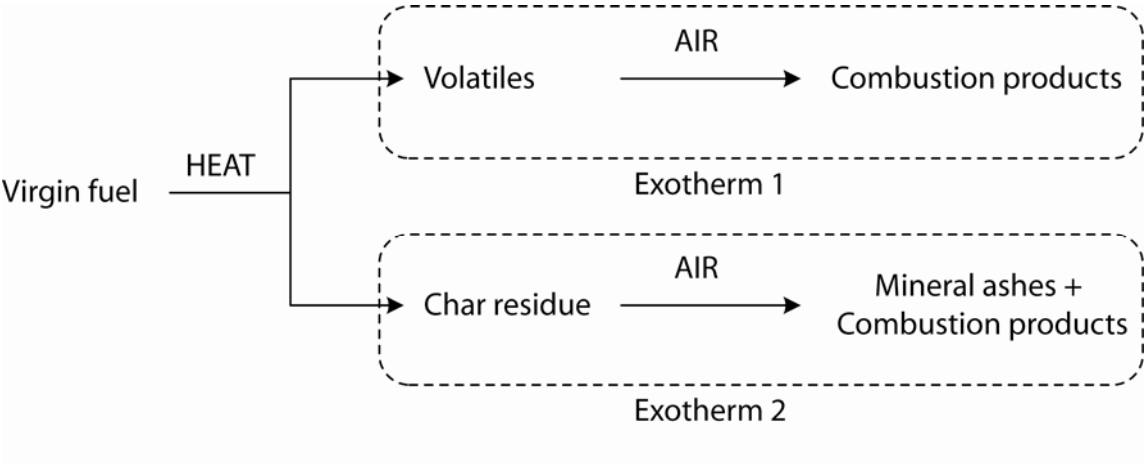 AIR
Volatiles
Combustion products
HEAT
Exotherm 1
Virgin fuel
AIR
Char residue
Mineral ashes +
Combustion products
Exotherm 2